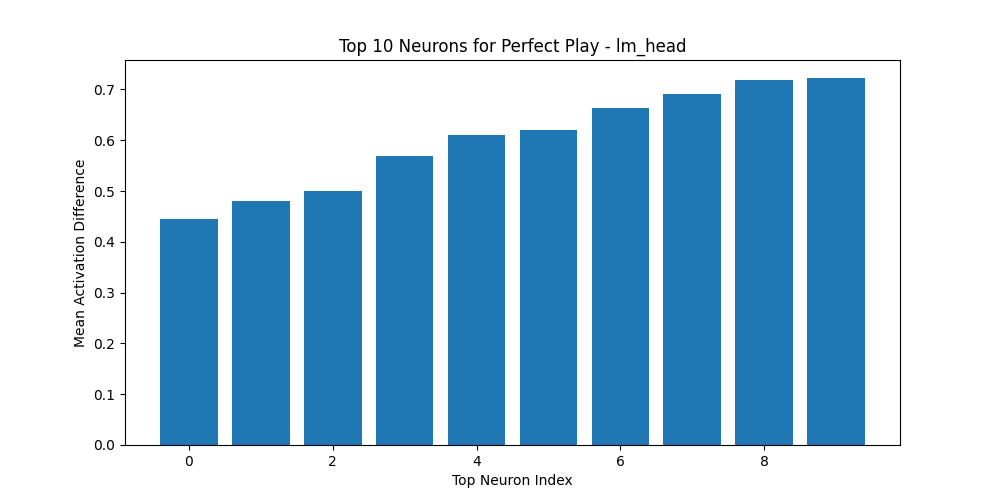 Top 10 Neurons for Perfect Play - lm_head
Mean Activation Difference
0.7
0.6
0.5
0.4
0.3
0.2
0.1
0.0
0 2 4 6 8
Top Neuron Index